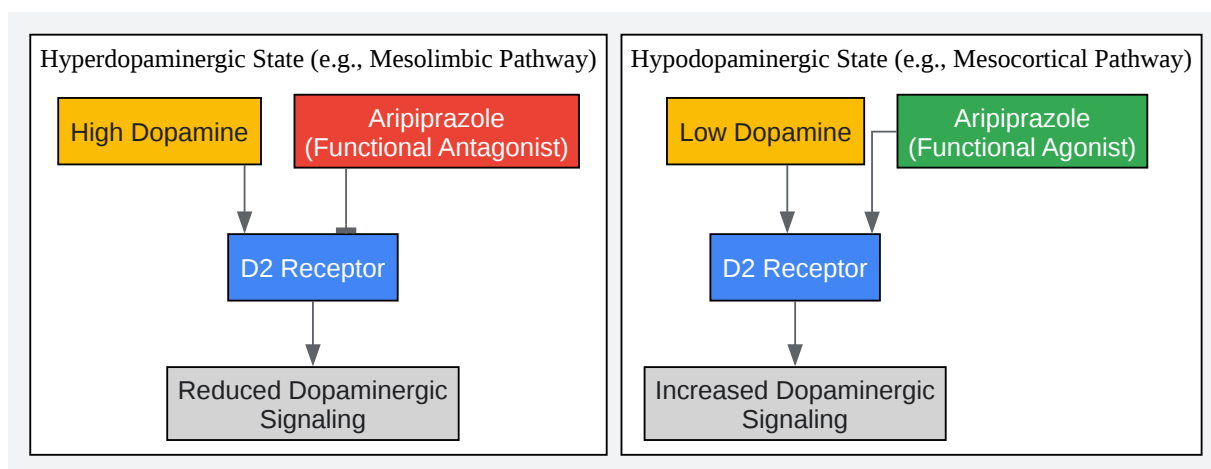 Hyperdopaminergic State (e.g., Mesolimbic Pathway)
High Dopamine
Aripiprazole
(Functional Antagonist)
D2 Receptor
Reduced Dopaminergic
Signaling
Hypodopaminergic State (e.g., Mesocortical Pathway)
Low Dopamine
Aripiprazole
(Functional Agonist)
D2 Receptor
Increased Dopaminergic
Signaling